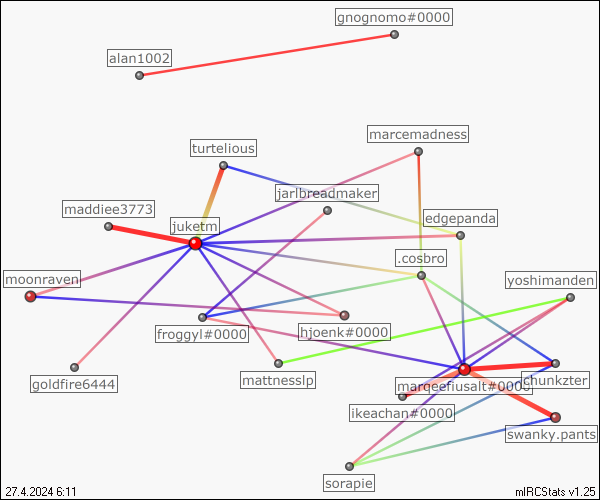 gnognomo#0000
alan1002
marcemadness
turtelious
jarlbreadmaker
maddiee3773
edgepanda
juketm
.cosbro
moonraven
yoshimanden
froggyl#0000
hjoenk#0000
goldfire6444
mattnesslp
marqeefiusalt#0000
chunkzter
ikeachan#0000
swanky.pants
sorapie
27.4.2024 6:11
mIRCStats v1.25